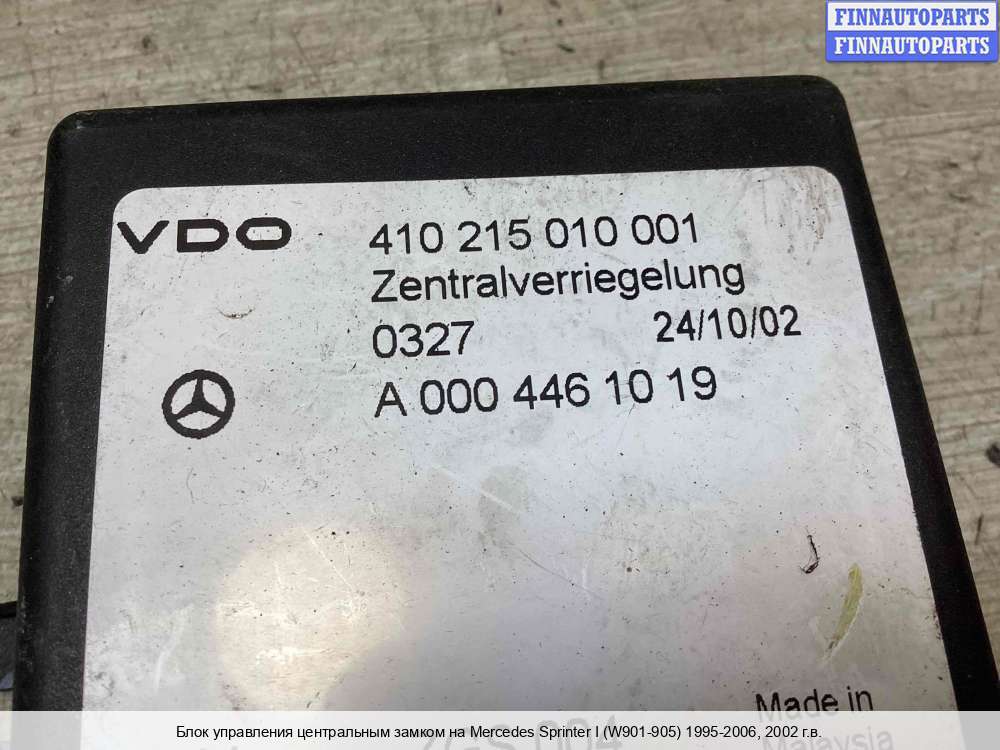 FINNAUTOPARTS
FINNAUTOPARTS
VDO 410 215 010 001
Zentralverriegelung
0327 24/10/02
A 000 446 10 19
Made in
Malaysia
Блок управления центральным замком на Mercedes Sprinter I (W901-905) 1995-2006, 2002 г.в.